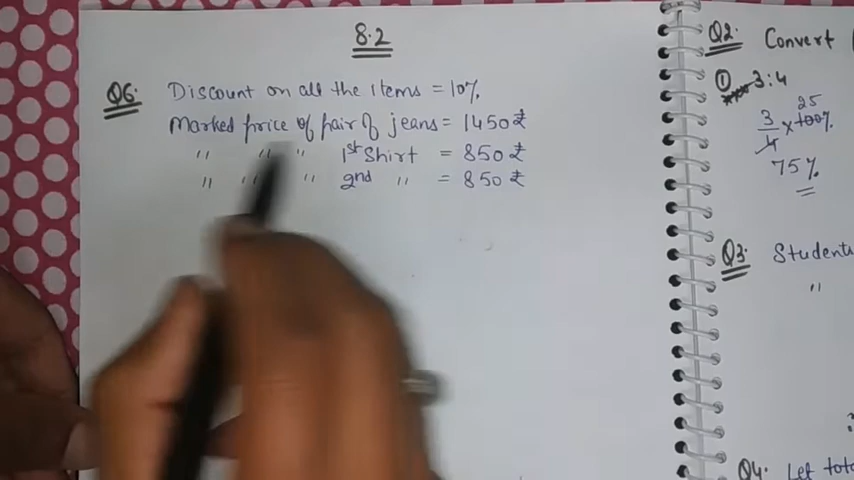 8.2
Q6. Discount on all the items = 10%.
Marked price of pair of jeans = 1450 ₹
" " " 1st Shirt = 850 ₹
" " " 2nd " = 850 ₹
Q2. Convert
① 3:4
3/4 x 100%
25
75%
Q3. Students
"
Q4. Let tota